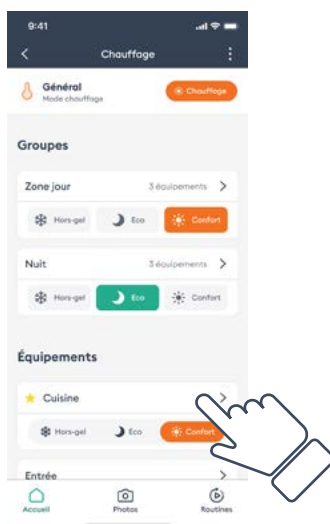 9:41
Chauffage
Général
Mode chauffage
Chauffage
Groupes
Zone jour 3 équipements
Hors-gel Eco Confort
Nuit 3 équipements
Hors-gel Eco Confort
Équipements
Cuisine
Hors-gel Eco Confort
Entrée
Accueil Photos Routines